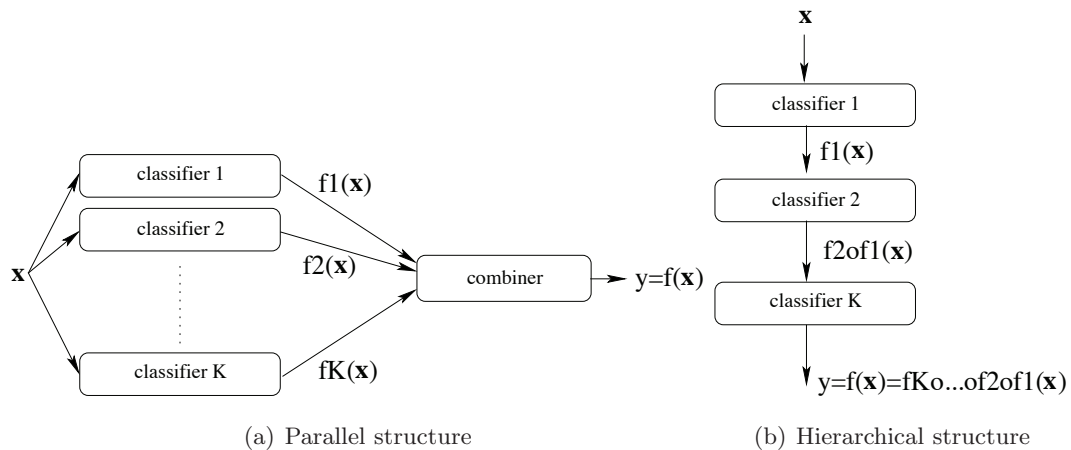 x
classifier 1
classifier 2
classifier K
f1(x)
f2(x)
fK(x)
combiner
y=f(x)
(a) Parallel structure
x
classifier 1
f1(x)
classifier 2
f2of1(x)
classifier K
y=f(x)=fKo...of2of1(x)
(b) Hierarchical structure